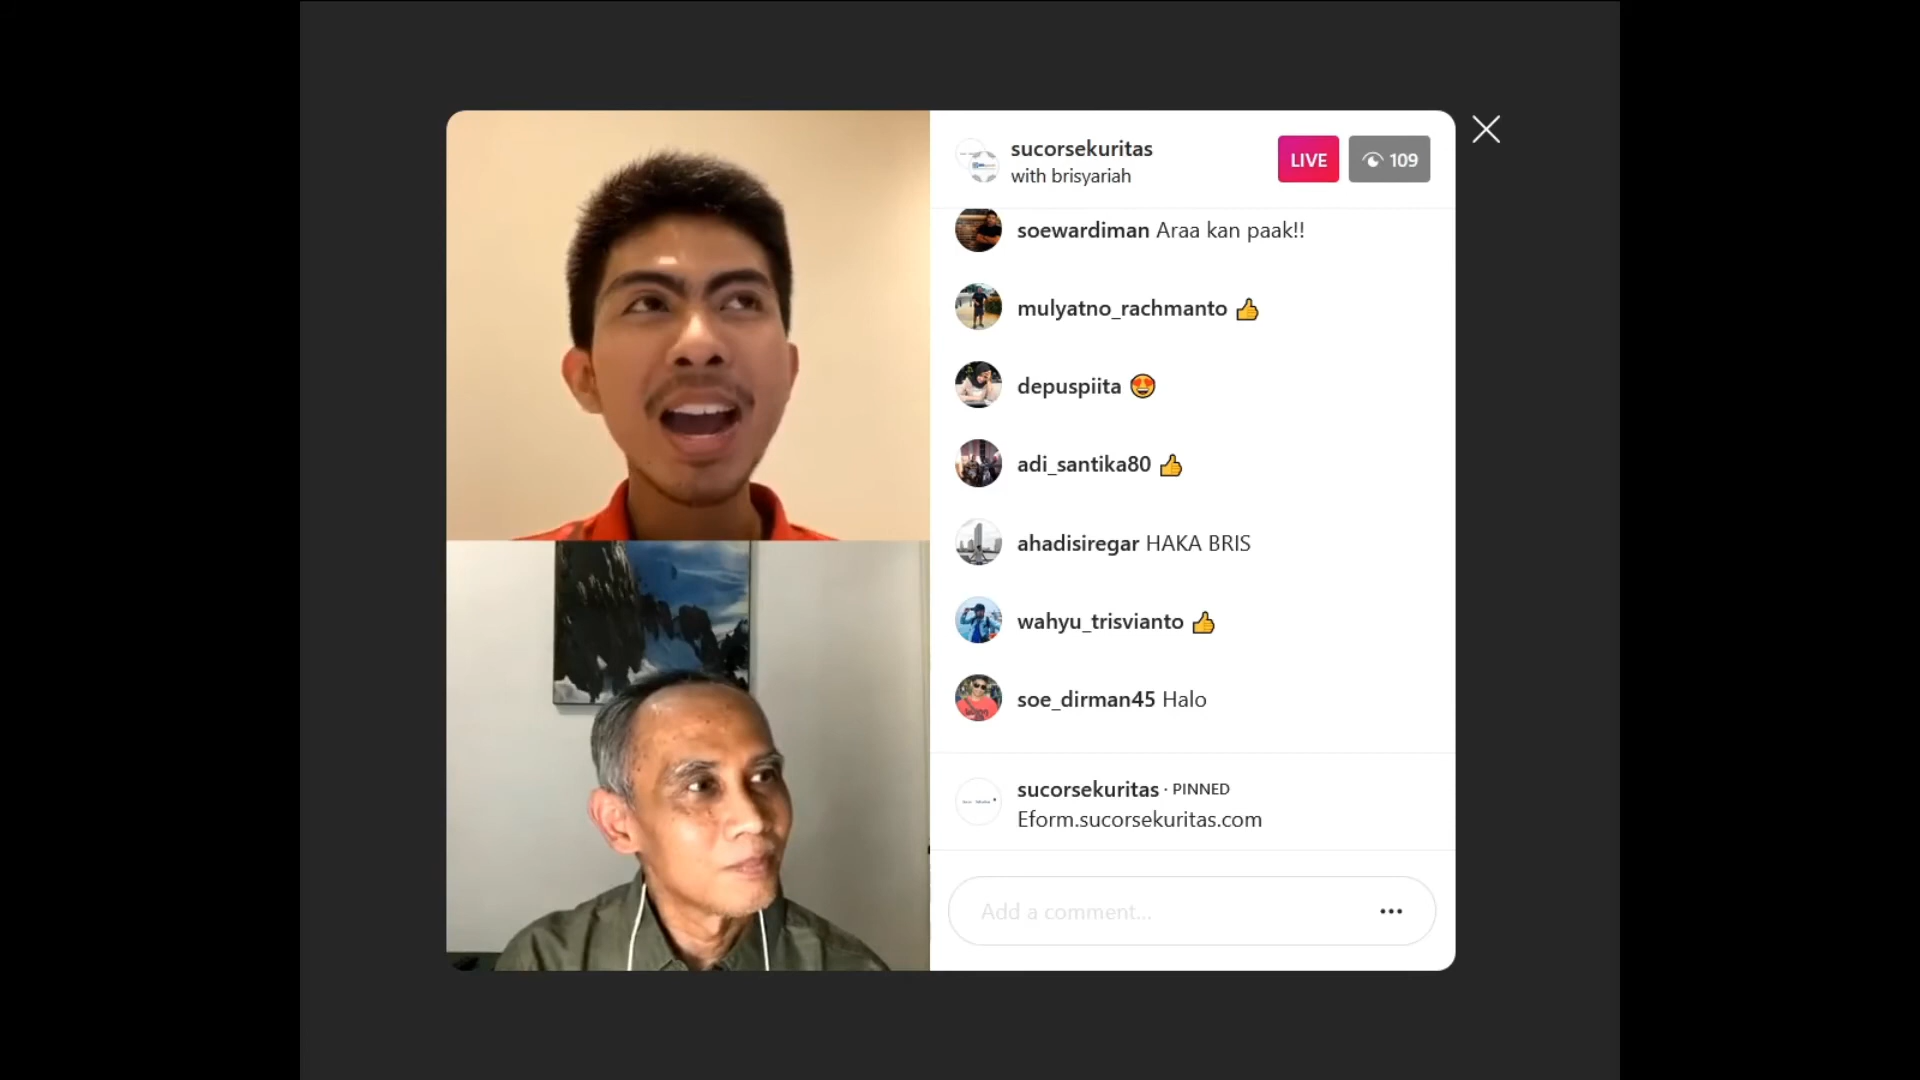 sucorsekuritas
with brisyariah
LIVE
109
soewardiman Araa kan paak!!
mulyatno_rachmanto 👍
depuspiita 😍
adi_santika80 👍
ahadisiregar HAKA BRIS
wahyu_trisvianto 👍
soe_dirman45 Halo
sucorsekuritas · PINNED
Eform.sucorsekuritas.com
Add a comment...